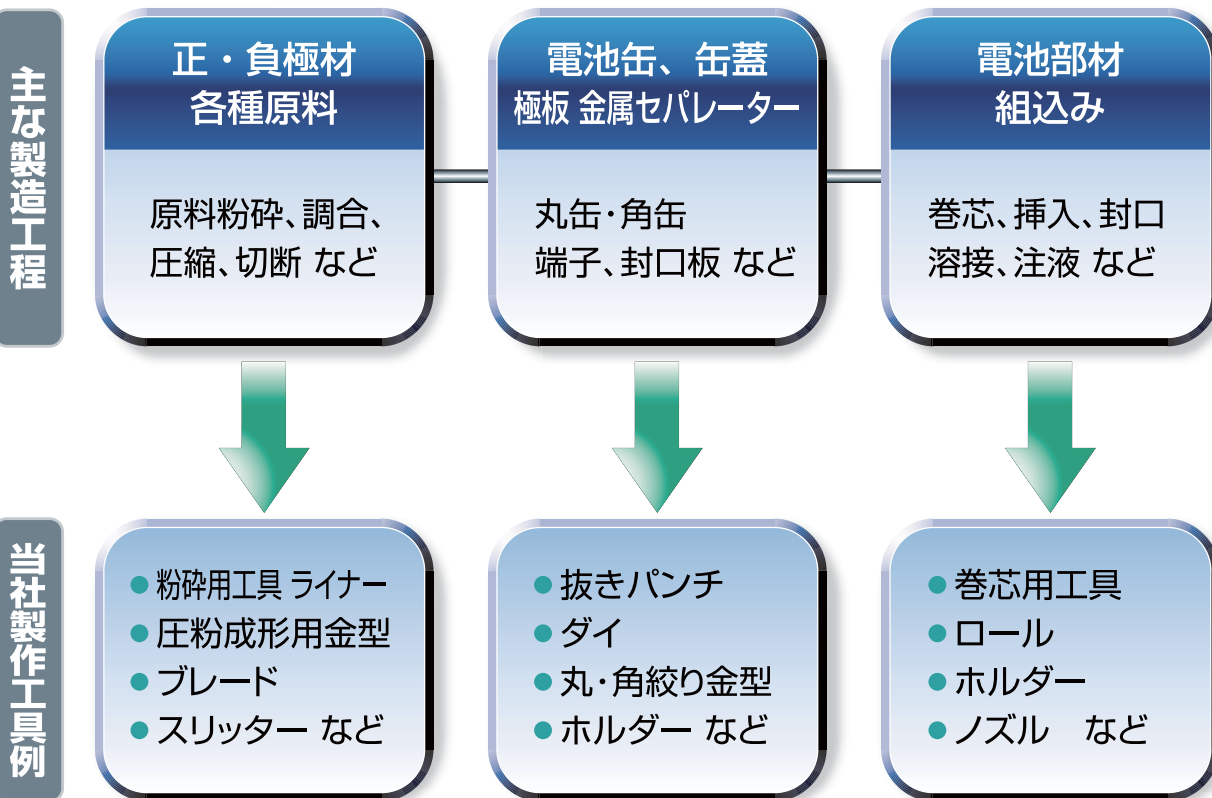 主な製造工程
正・負極材
各種原料
原料粉砕、調合、
圧縮、切断 など
電池缶、缶蓋
極板 金属セパレーター
丸缶・角缶
端子、封口板 など
電池部材
組込み
巻芯、挿入、封口
溶接、注液 など
当社製作工具例
●粉砕用工具 ライナー
●圧粉成形用金型
●ブレード
●スリッター など
●抜きパンチ
●ダイ
●丸・角絞り金型
●ホルダー など
●巻芯用工具
●ロール
●ホルダー
●ノズル　など